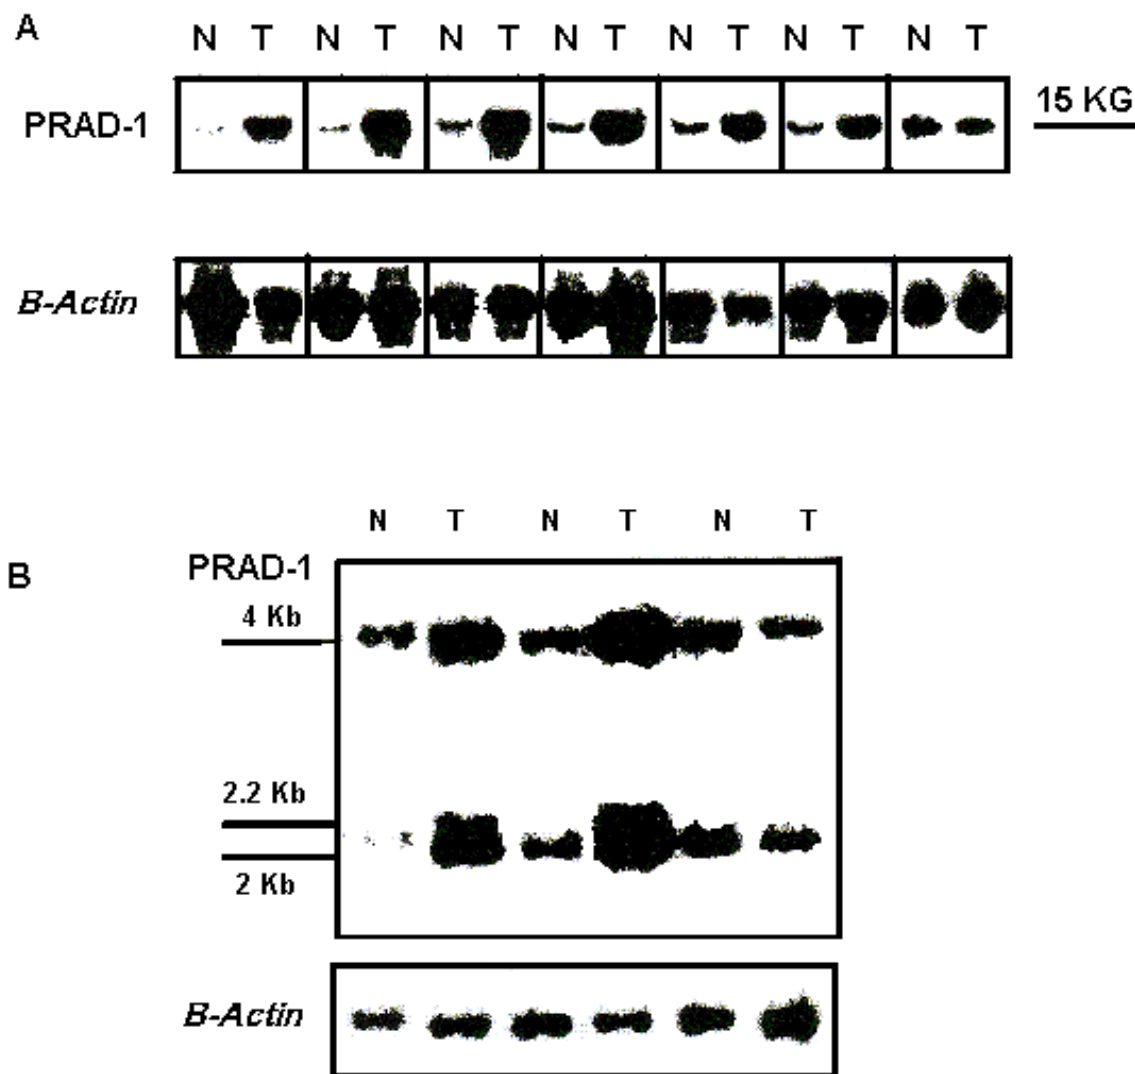 A
N T N T N T N T N T N T N T
PRAD-1
15 KG
B-Actin
N T N T N T
B
PRAD-1
4 Kb
2.2 Kb
2 Kb
B-Actin